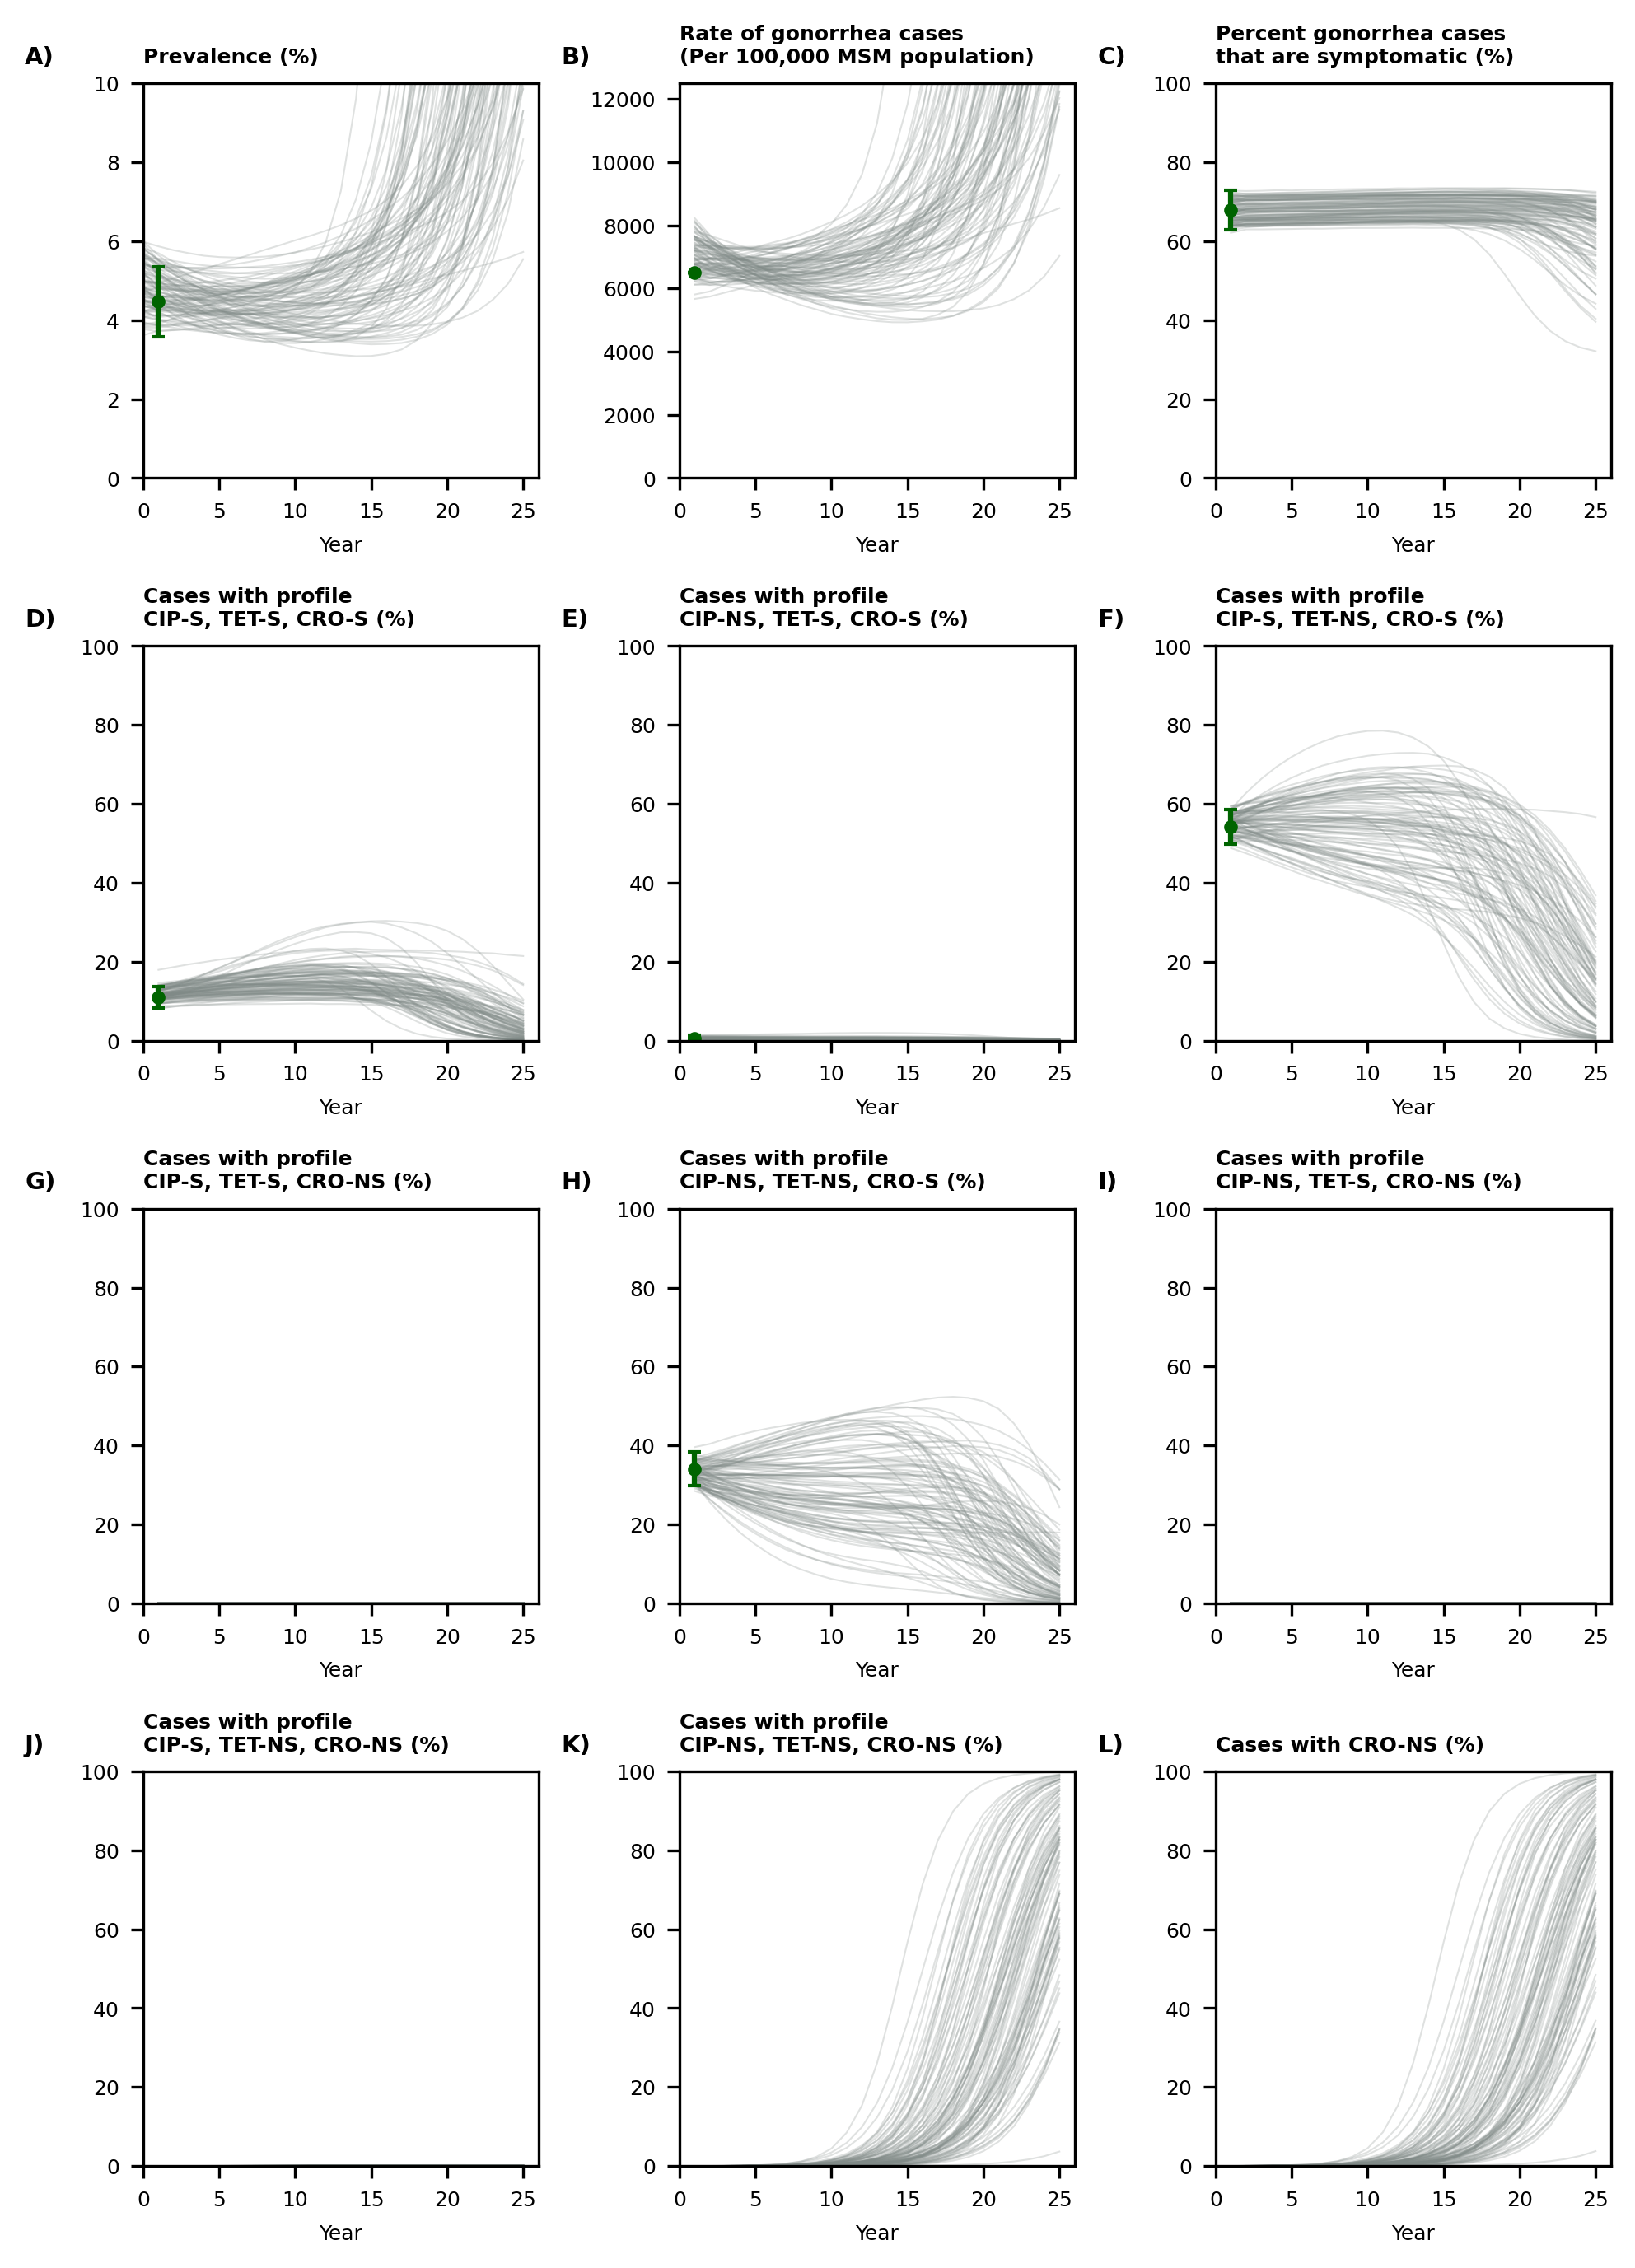 A)
Prevalence (%)
10
8
6
4
2
0
0 5 10 15 20 25
Year
B)
Rate of gonorrhea cases
(Per 100,000 MSM population)
12000
10000
8000
6000
4000
2000
0
0 5 10 15 20 25
Year
C)
Percent gonorrhea cases
that are symptomatic (%)
100
80
60
40
20
0
0 5 10 15 20 25
Year
D)
Cases with profile
CIP-S, TET-S, CRO-S (%)
100
80
60
40
20
0
0 5 10 15 20 25
Year
E)
Cases with profile
CIP-NS, TET-S, CRO-S (%)
100
80
60
40
20
0
0 5 10 15 20 25
Year
F)
Cases with profile
CIP-S, TET-NS, CRO-S (%)
100
80
60
40
20
0
0 5 10 15 20 25
Year
G)
Cases with profile
CIP-S, TET-S, CRO-NS (%)
100
80
60
40
20
0
0 5 10 15 20 25
Year
H)
Cases with profile
CIP-NS, TET-NS, CRO-S (%)
100
80
60
40
20
0
0 5 10 15 20 25
Year
I)
Cases with profile
CIP-NS, TET-S, CRO-NS (%)
100
80
60
40
20
0
0 5 10 15 20 25
Year
J)
Cases with profile
CIP-S, TET-NS, CRO-NS (%)
100
80
60
40
20
0
0 5 10 15 20 25
Year
K)
Cases with profile
CIP-NS, TET-NS, CRO-NS (%)
100
80
60
40
20
0
0 5 10 15 20 25
Year
L)
Cases with CRO-NS (%)
100
80
60
40
20
0
0 5 10 15 20 25
Year